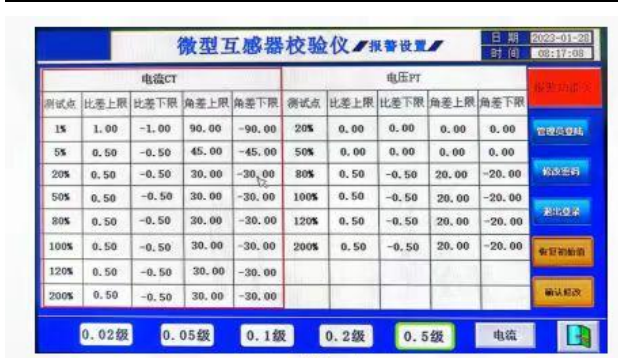 微型互感器校验仪 报警设置
日 期 2023-01-28
时 间 08:17:08
电流CT 电压PT
测试点 比差上限 比差下限 角差上限 角差下限 测试点 比差上限 比差下限 角差上限 角差下限
1% 1.00 -1.00 90.00 -90.00 20% 0.00 0.00 0.00 0.00
管理员登陆
5% 0.50 -0.50 45.00 -45.00 50% 0.00 0.00 0.00 0.00
20% 0.50 -0.50 30.00 -30.00 80% 0.50 -0.50 20.00 -20.00
修改密码
50% 0.50 -0.50 30.00 -30.00 100% 0.50 -0.50 20.00 -20.00
退出登录
80% 0.50 -0.50 30.00 -30.00 120% 0.50 -0.50 20.00 -20.00
100% 0.50 -0.50 30.00 -30.00 200% 0.50 -0.50 20.00 -20.00
恢复初始值
120% 0.50 -0.50 30.00 -30.00
200% 0.50 -0.50 30.00 -30.00
确认修改
0.02级 0.05级 0.1级 0.2级 0.5级 电流